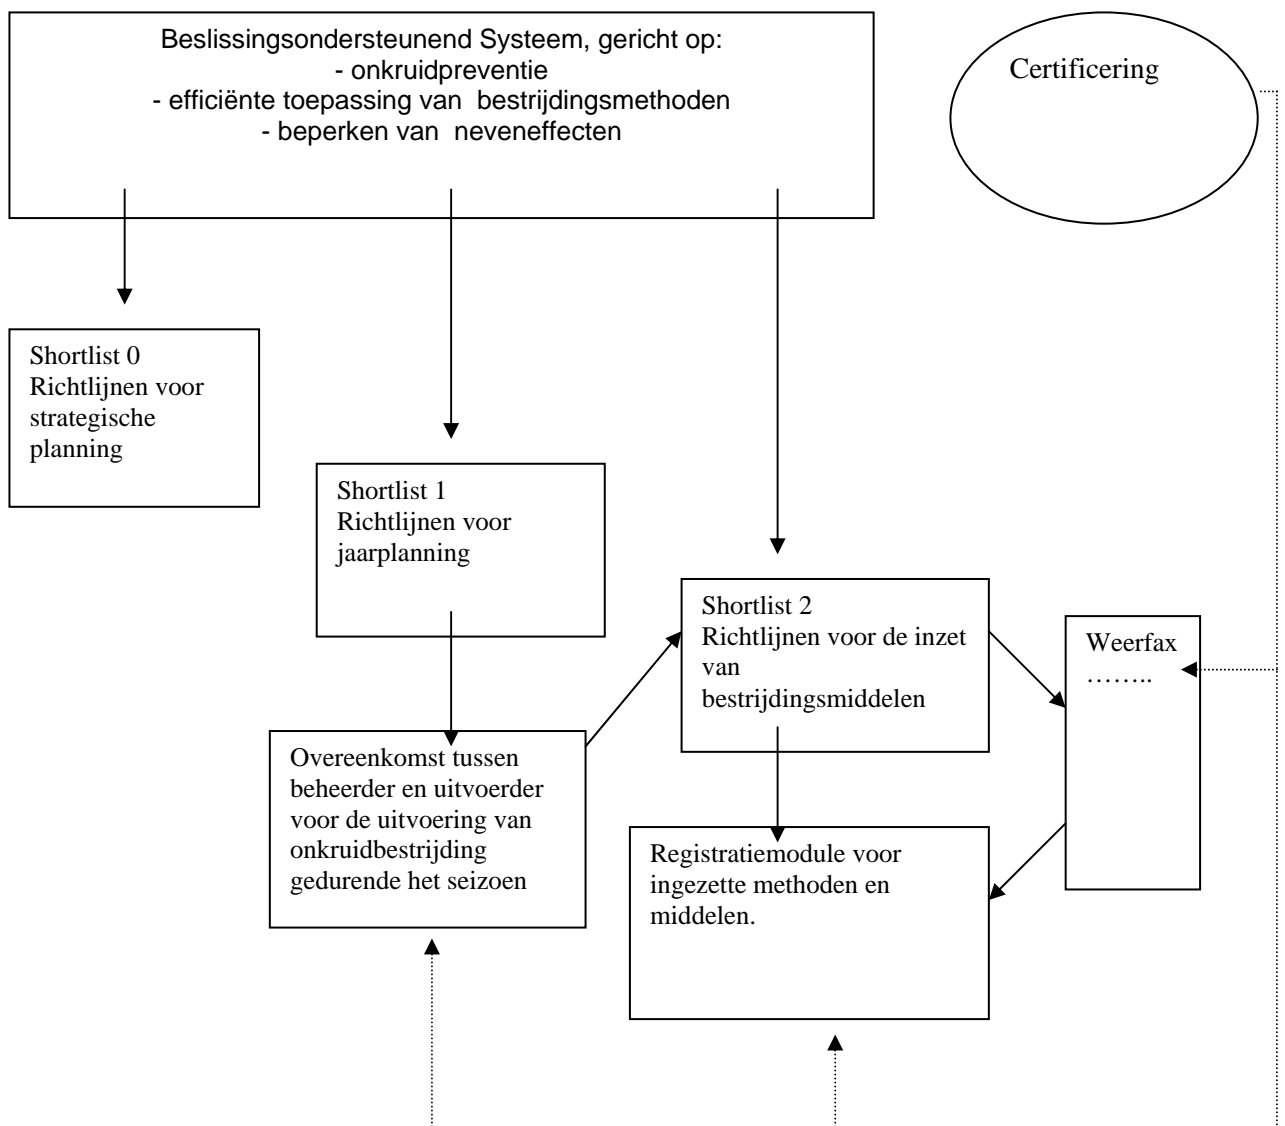 Beslissingsondersteunend Systeem, gericht op:
- onkruidpreventie
- efficiënte toepassing van bestrijdingsmethoden
- beperken van neveneffecten
Certificering
Shortlist 0
Richtlijnen voor
strategische
planning
Shortlist 1
Richtlijnen voor
jaarplanning
Shortlist 2
Richtlijnen voor de inzet
van
bestrijdingsmiddelen
Weerfax
……..
Overeenkomst tussen
beheerder en uitvoerder
voor de uitvoering van
onkruidbestrijding
gedurende het seizoen
Registratiemodule voor
ingezette methoden en
middelen.